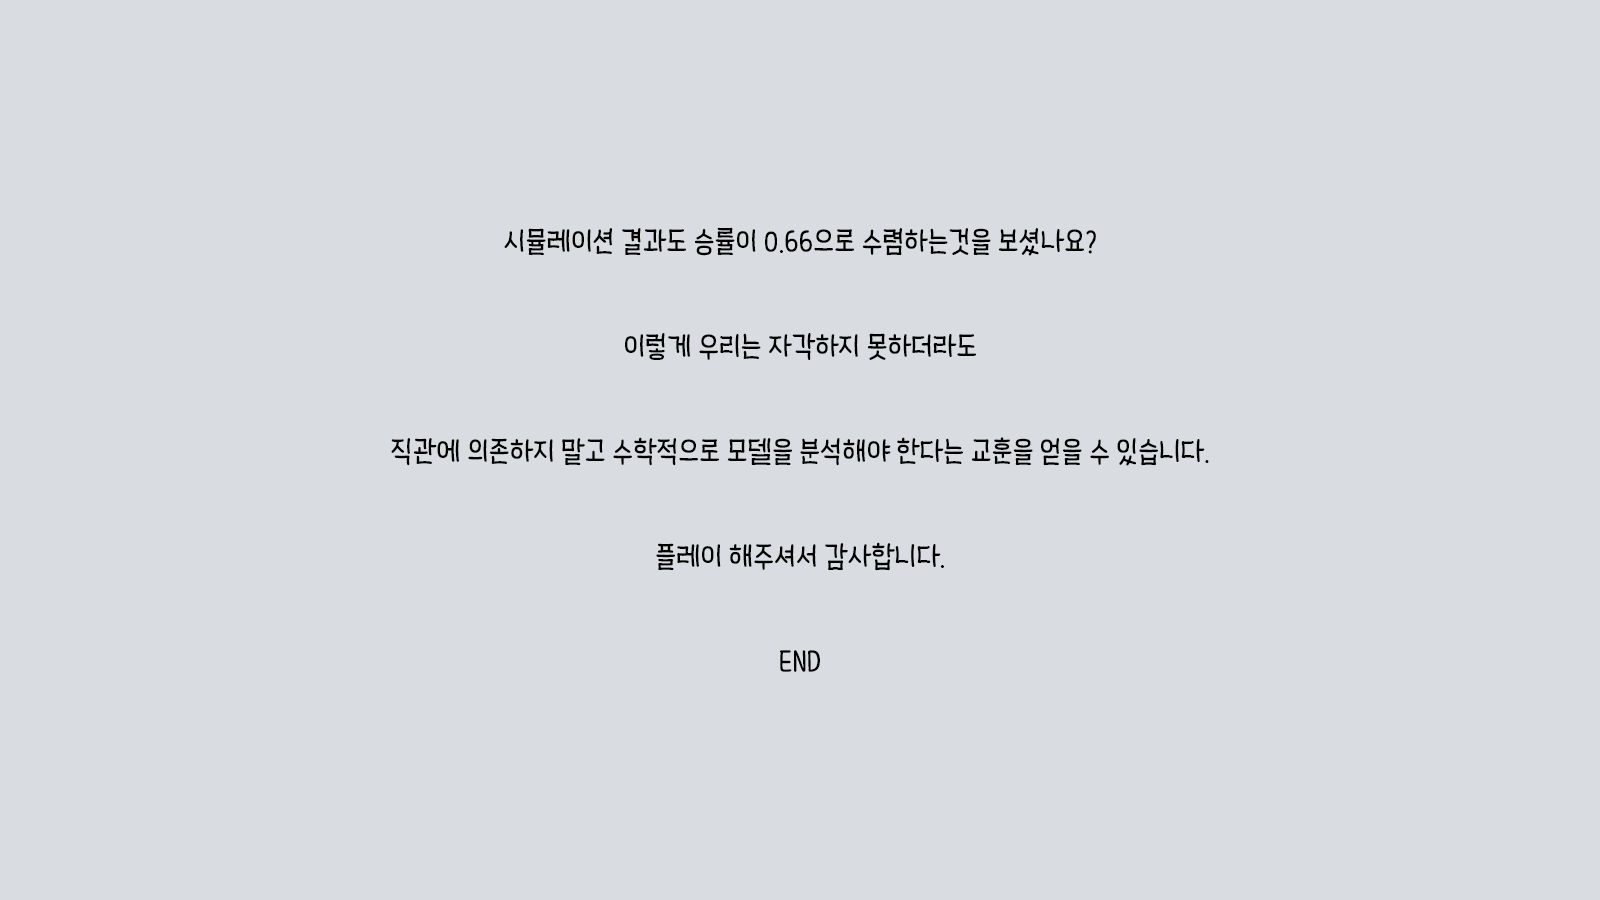 시뮬레이션 결과도 승률이 0.66으로 수렴하는것을 보셨나요?
이렇게 우리는 자각하지 못하더라도
직관에 의존하지 말고 수학적으로 모델을 분석해야 한다는 교훈을 얻을 수 있습니다.
플레이 해주셔서 감사합니다.
END